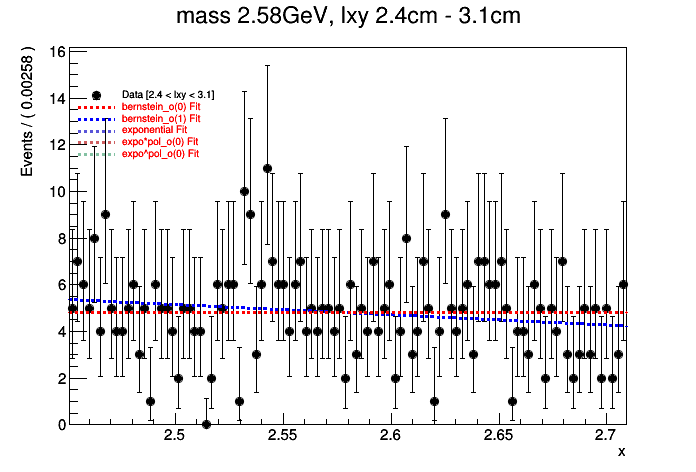 mass 2.58GeV, lxy 2.4cm - 3.1cm
Events / ( 0.00258 )
16
14
12
10
8
6
4
2
0
Data [2.4 < lxy < 3.1]
bernstein_o(0) Fit
bernstein_o(1) Fit
exponential Fit
expo*pol_o(0) Fit
expo^pol_o(0) Fit
2.5 2.55 2.6 2.65 2.7
x